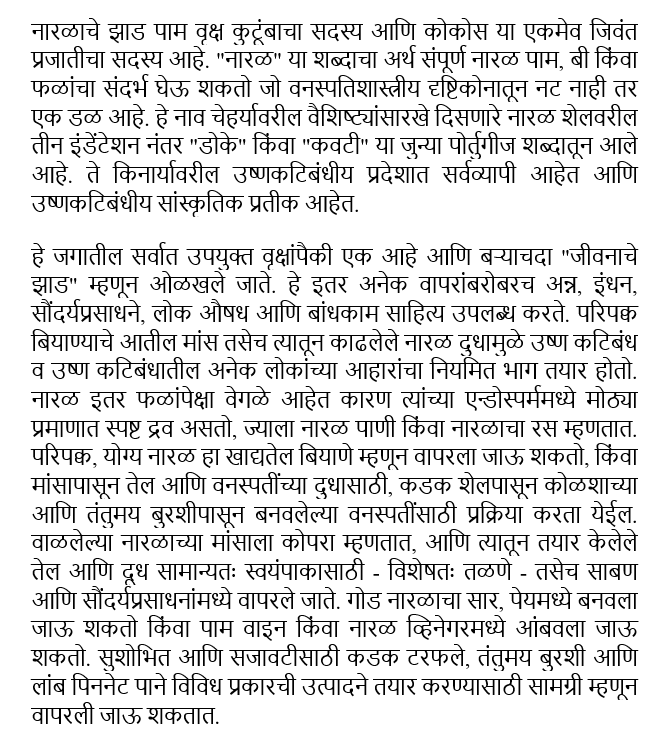 नारळाचे झाड पाम वृक्ष कुटूंबाचा सदस्य आणि कोकोस या एकमेव जिवंत
प्रजातीचा सदस्य आहे. "नारळ" या शब्दाचा अर्थ संपूर्ण नारळ पाम, बी किंवा
फळांचा संदर्भ घेऊ शकतो जो वनस्पतिशास्त्रीय दृष्टिकोनातून नट नाही तर
एक डळ आहे. हे नाव चेहर्यावरील वैशिष्ट्यांसारखे दिसणारे नारळ शेलवरील
तीन इंडेंटेशन नंतर "डोके" किंवा "कवटी" या जुन्या पोर्तुगीज शब्दातून आले
आहे. ते किनार्यावरील उष्णकटिबंधीय प्रदेशात सर्वव्यापी आहेत आणि
उष्णकटिबंधीय सांस्कृतिक प्रतीक आहेत.
हे जगातील सर्वात उपयुक्त वृक्षांपैकी एक आहे आणि बऱ्याचदा "जीवनाचे
झाड" म्हणून ओळखले जाते. हे इतर अनेक वापरांबरोबरच अन्न, इंधन,
सौंदर्यप्रसाधने, लोक औषध आणि बांधकाम साहित्य उपलब्ध करते. परिपक्व
बियाण्याचे आतील मांस तसेच त्यातून काढलेले नारळ दुधामुळे उष्ण कटिबंध
व उष्ण कटिबंधातील अनेक लोकांच्या आहारांचा नियमित भाग तयार होतो.
नारळ इतर फळांपेक्षा वेगळे आहेत कारण त्यांच्या एन्डोस्पर्ममध्ये मोठ्या
प्रमाणात स्पष्ट द्रव असतो, ज्याला नारळ पाणी किंवा नारळाचा रस म्हणतात.
परिपक्व, योग्य नारळ हा खाद्यतेल बियाणे म्हणून वापरला जाऊ शकतो, किंवा
मांसापासून तेल आणि वनस्पतींच्या दुधासाठी, कडक शेलपासून कोळशाच्या
आणि तंतुमय बुरशीपासून बनवलेल्या वनस्पतींसाठी प्रक्रिया करता येईल.
वाळलेल्या नारळाच्या मांसाला कोपरा म्हणतात, आणि त्यातून तयार केलेले
तेल आणि दूध सामान्यतः स्वयंपाकासाठी - विशेषतः तळणे - तसेच साबण
आणि सौंदर्यप्रसाधनांमध्ये वापरले जाते. गोड नारळाचा सार, पेयमध्ये बनवला
जाऊ शकतो किंवा पाम वाइन किंवा नारळ व्हिनेगरमध्ये आंबवला जाऊ
शकतो. सुशोभित आणि सजावटीसाठी कडक टरफले, तंतुमय बुरशी आणि
लांब पिननेट पाने विविध प्रकारची उत्पादने तयार करण्यासाठी सामग्री म्हणून
वापरली जाऊ शकतात.